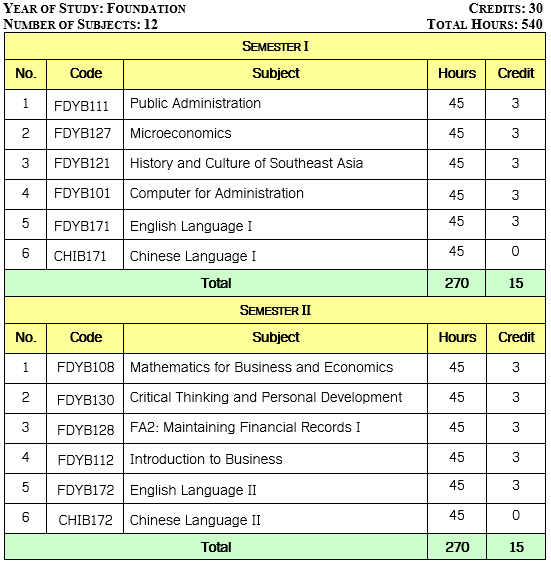 YEAR OF STUDY: FOUNDATION CREDITS: 30
NUMBER OF SUBJECTS: 12 TOTAL HOURS: 540
SEMESTER I
No. Code Subject Hours Credit
1 FDYB111 Public Administration 45 3
2 FDYB127 Microeconomics 45 3
3 FDYB121 History and Culture of Southeast Asia 45 3
4 FDYB101 Computer for Administration 45 3
5 FDYB171 English Language I 45 3
6 CHIB171 Chinese Language I 45 0
Total 270 15
SEMESTER II
No. Code Subject Hours Credit
1 FDYB108 Mathematics for Business and Economics 45 3
2 FDYB130 Critical Thinking and Personal Development 45 3
3 FDYB128 FA2: Maintaining Financial Records I 45 3
4 FDYB112 Introduction to Business 45 3
5 FDYB172 English Language II 45 3
6 CHIB172 Chinese Language II 45 0
Total 270 15